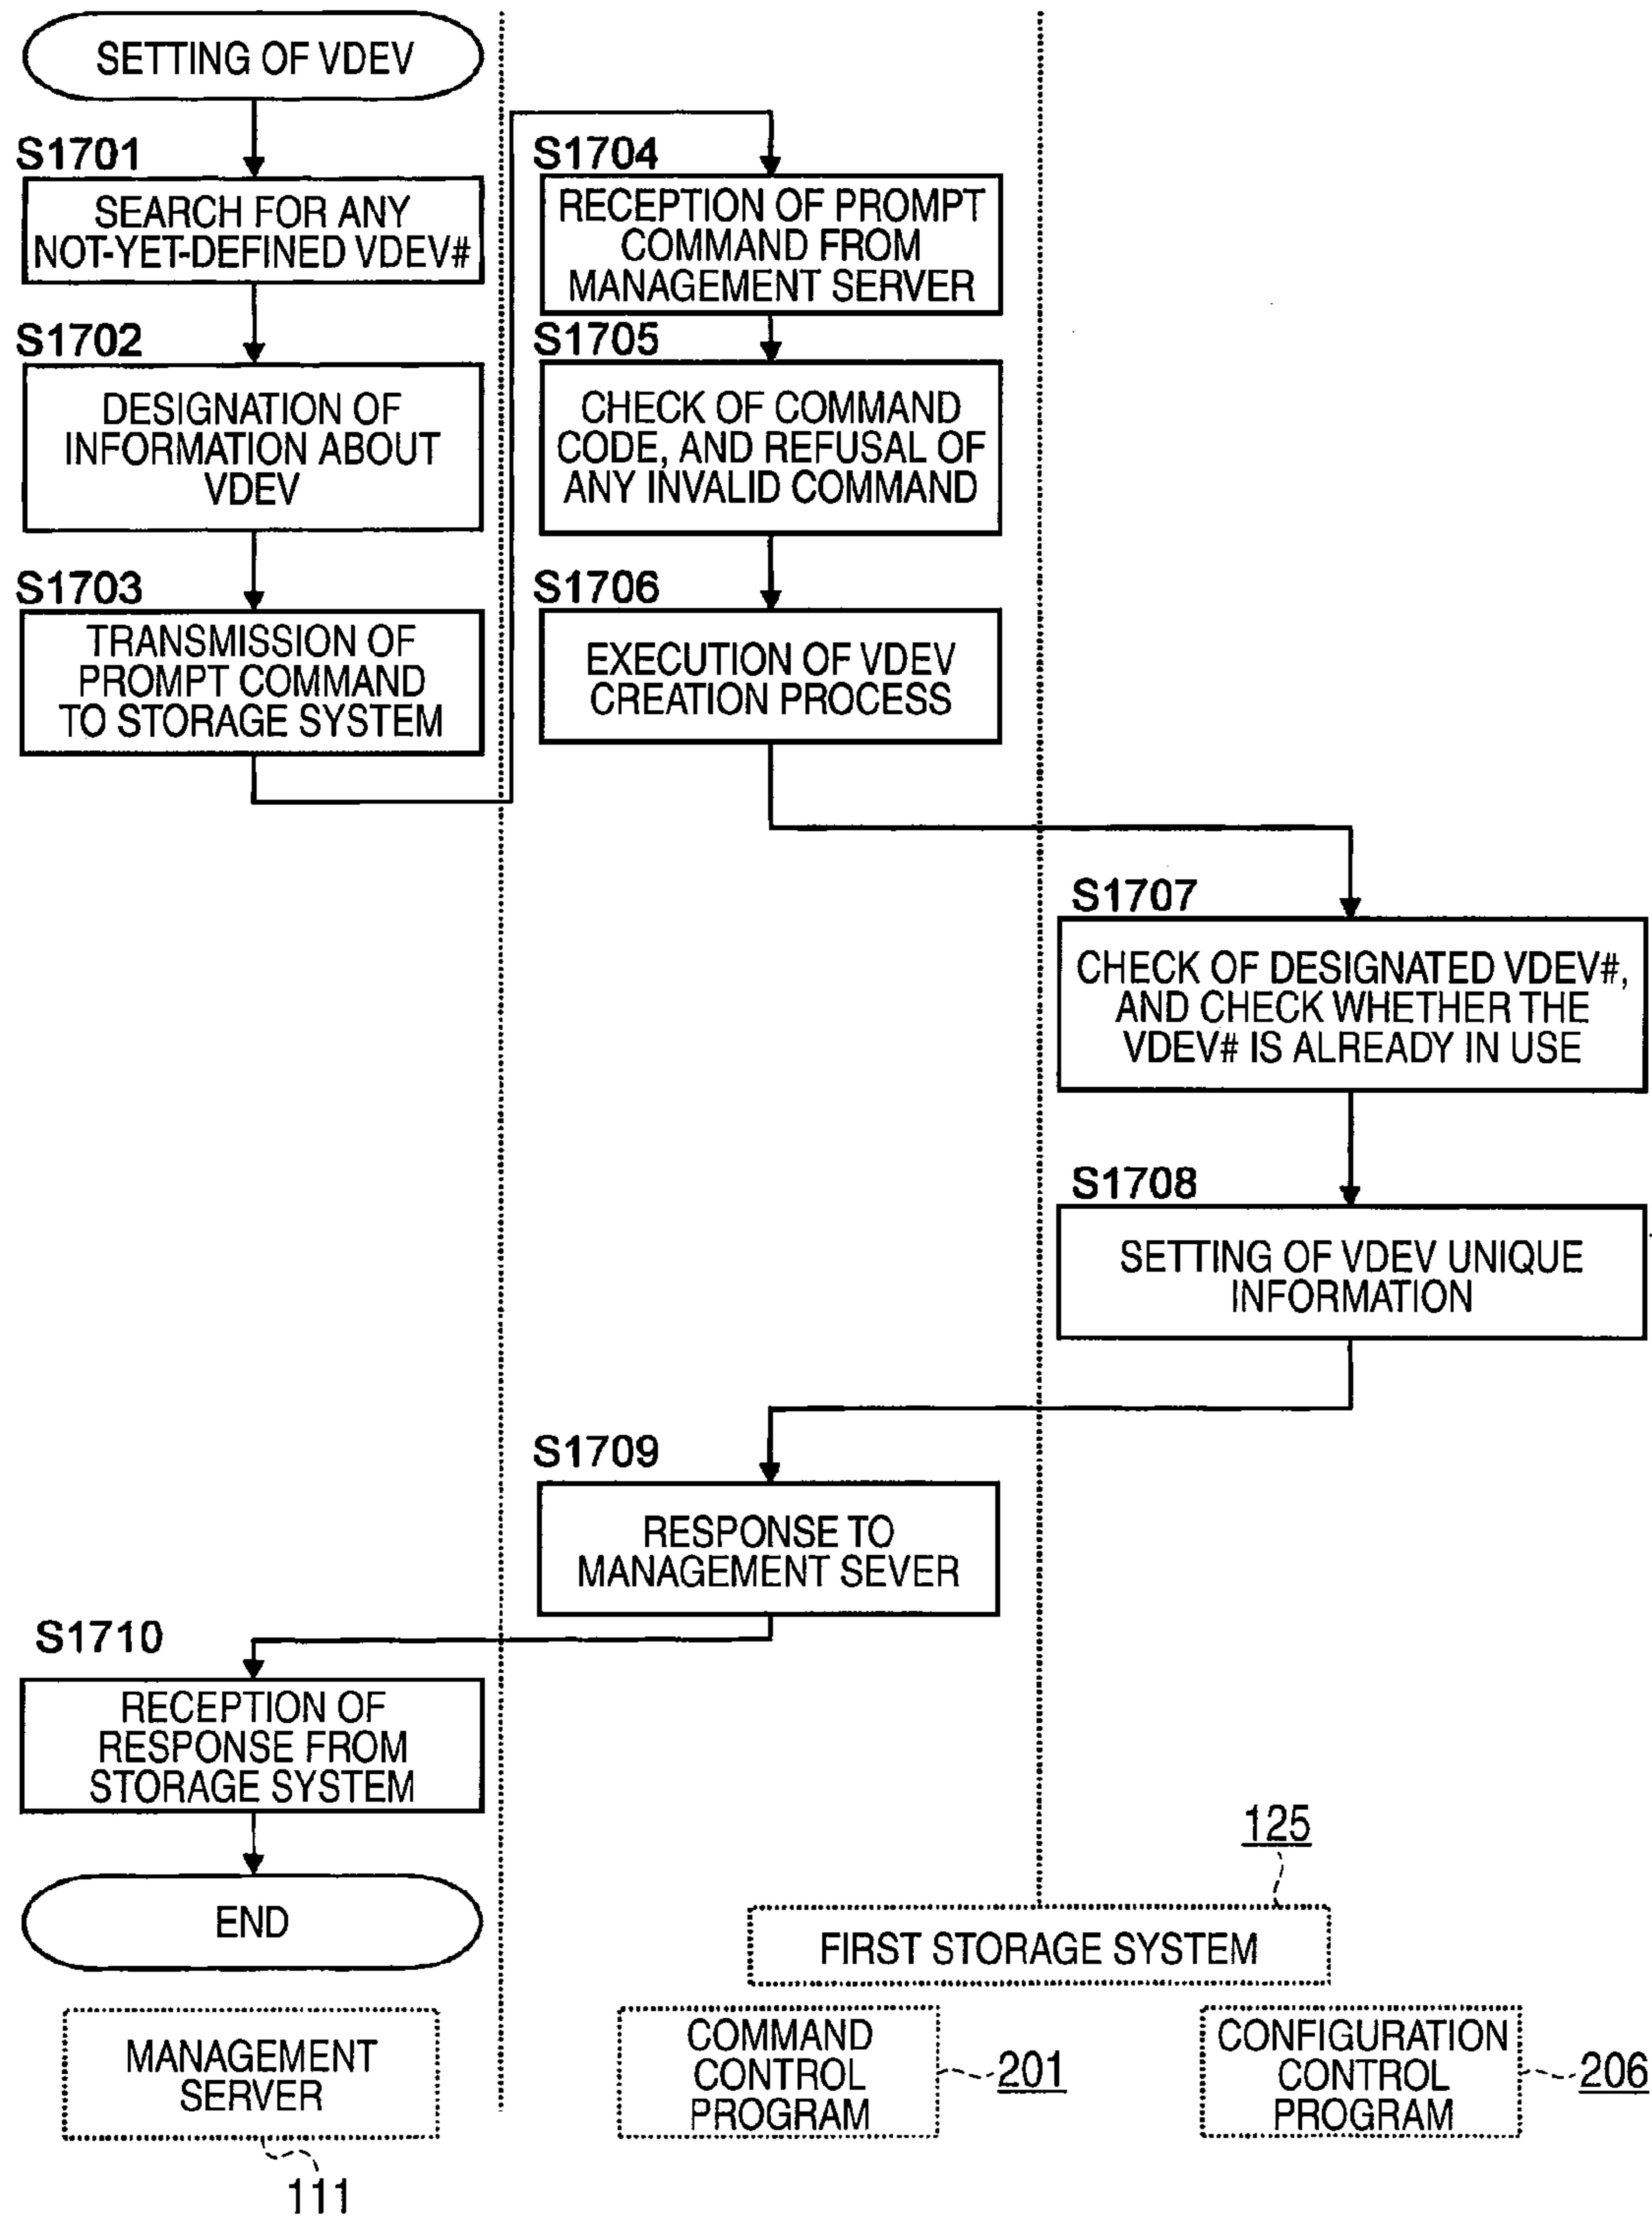 SETTING OF VDEV
S1701
SEARCH FOR ANY
NOT-YET-DEFINED VDEV#
S1702
DESIGNATION OF
INFORMATION ABOUT
VDEV
S1703
TRANSMISSION OF
PROMPT COMMAND
TO STORAGE SYSTEM
S1704
RECEPTION OF PROMPT
COMMAND FROM
MANAGEMENT SERVER
S1705
CHECK OF COMMAND
CODE, AND REFUSAL OF
ANY INVALID COMMAND
S1706
EXECUTION OF VDEV
CREATION PROCESS
S1707
CHECK OF DESIGNATED VDEV#,
AND CHECK WHETHER THE
VDEV# IS ALREADY IN USE
S1708
SETTING OF VDEV UNIQUE
INFORMATION
S1709
RESPONSE TO
MANAGEMENT SEVER
S1710
RECEPTION OF
RESPONSE FROM
STORAGE SYSTEM
END
125
FIRST STORAGE SYSTEM
MANAGEMENT
SERVER
111
COMMAND
CONTROL
PROGRAM
201
CONFIGURATION
CONTROL
PROGRAM
206